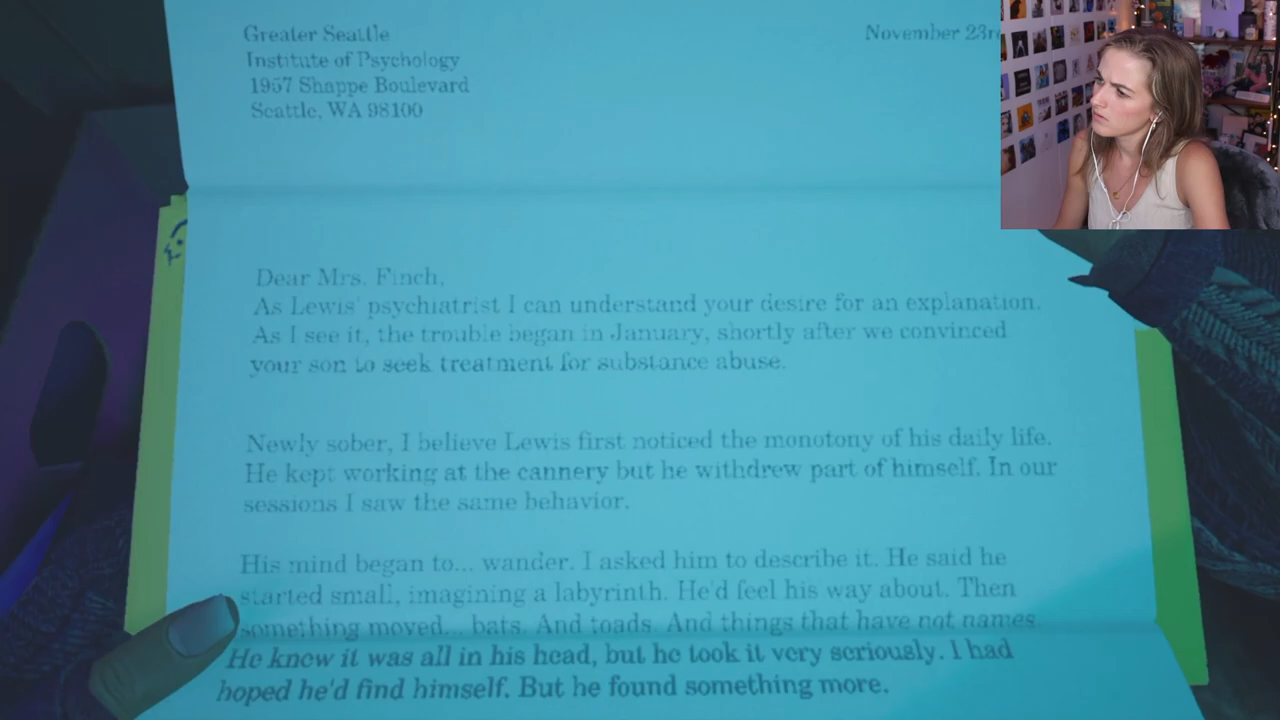 Greater Seattle
November 23r
Institute of Psychology
1957 Shappe Boulevard
Seattle, WA 98100
Dear Mrs. Finch,
As Lewis' psychiatrist I can understand your desire for an explanation.
As I see it, the trouble began in January, shortly after we convinced
your son to seek treatment for substance abuse.
Newly sober, I believe Lewis first noticed the monotony of his daily life.
He kept working at the cannery but he withdrew part of himself. In our
sessions I saw the same behavior.
His mind began to... wander. I asked him to describe it. He said he
started small, imagining a labyrinth. He'd feel his way about. Then
something moved... bats. And toads. And things that have not names.
He knew it was all in his head, but he took it very seriously. I had
hoped he'd find himself. But he found something more.